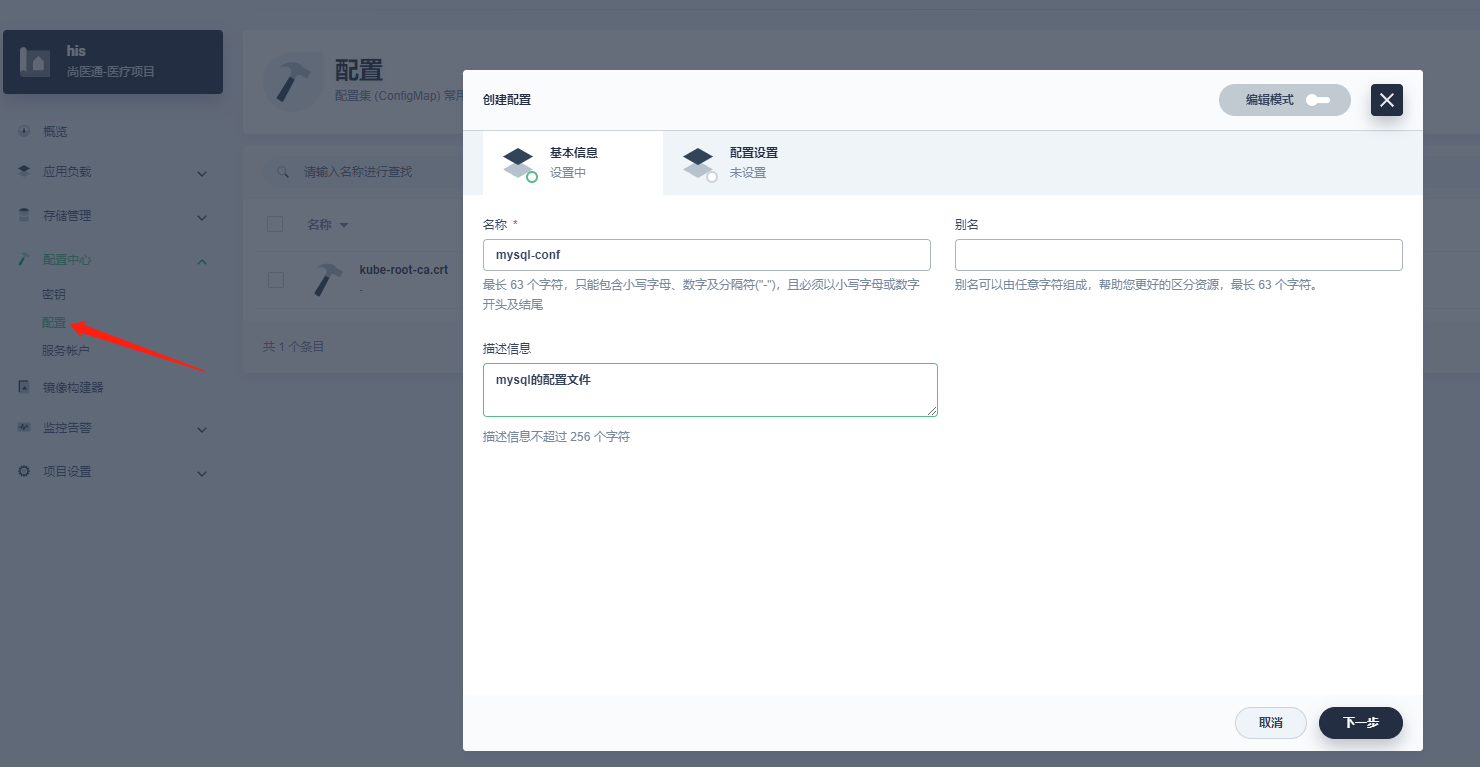 his
尚医通-医疗项目
概览
应用负载
存储管理
配置中心
密钥
配置
服务帐户
镜像构建器
监控告警
项目设置
配置
配置集 (ConfigMap) 常用
请输入名称进行查找
名称
kube-root-ca.crt
-
共 1 个条目
创建配置
编辑模式
基本信息
设置中
配置设置
未设置
名称 *
mysql-conf
最长 63 个字符，只能包含小写字母、数字及分隔符("-")，且必须以小写字母或数字
开头及结尾
别名
别名可以由任意字符组成，帮助您更好的区分资源，最长 63 个字符。
描述信息
mysql的配置文件
描述信息不超过 256 个字符
取消
下一步